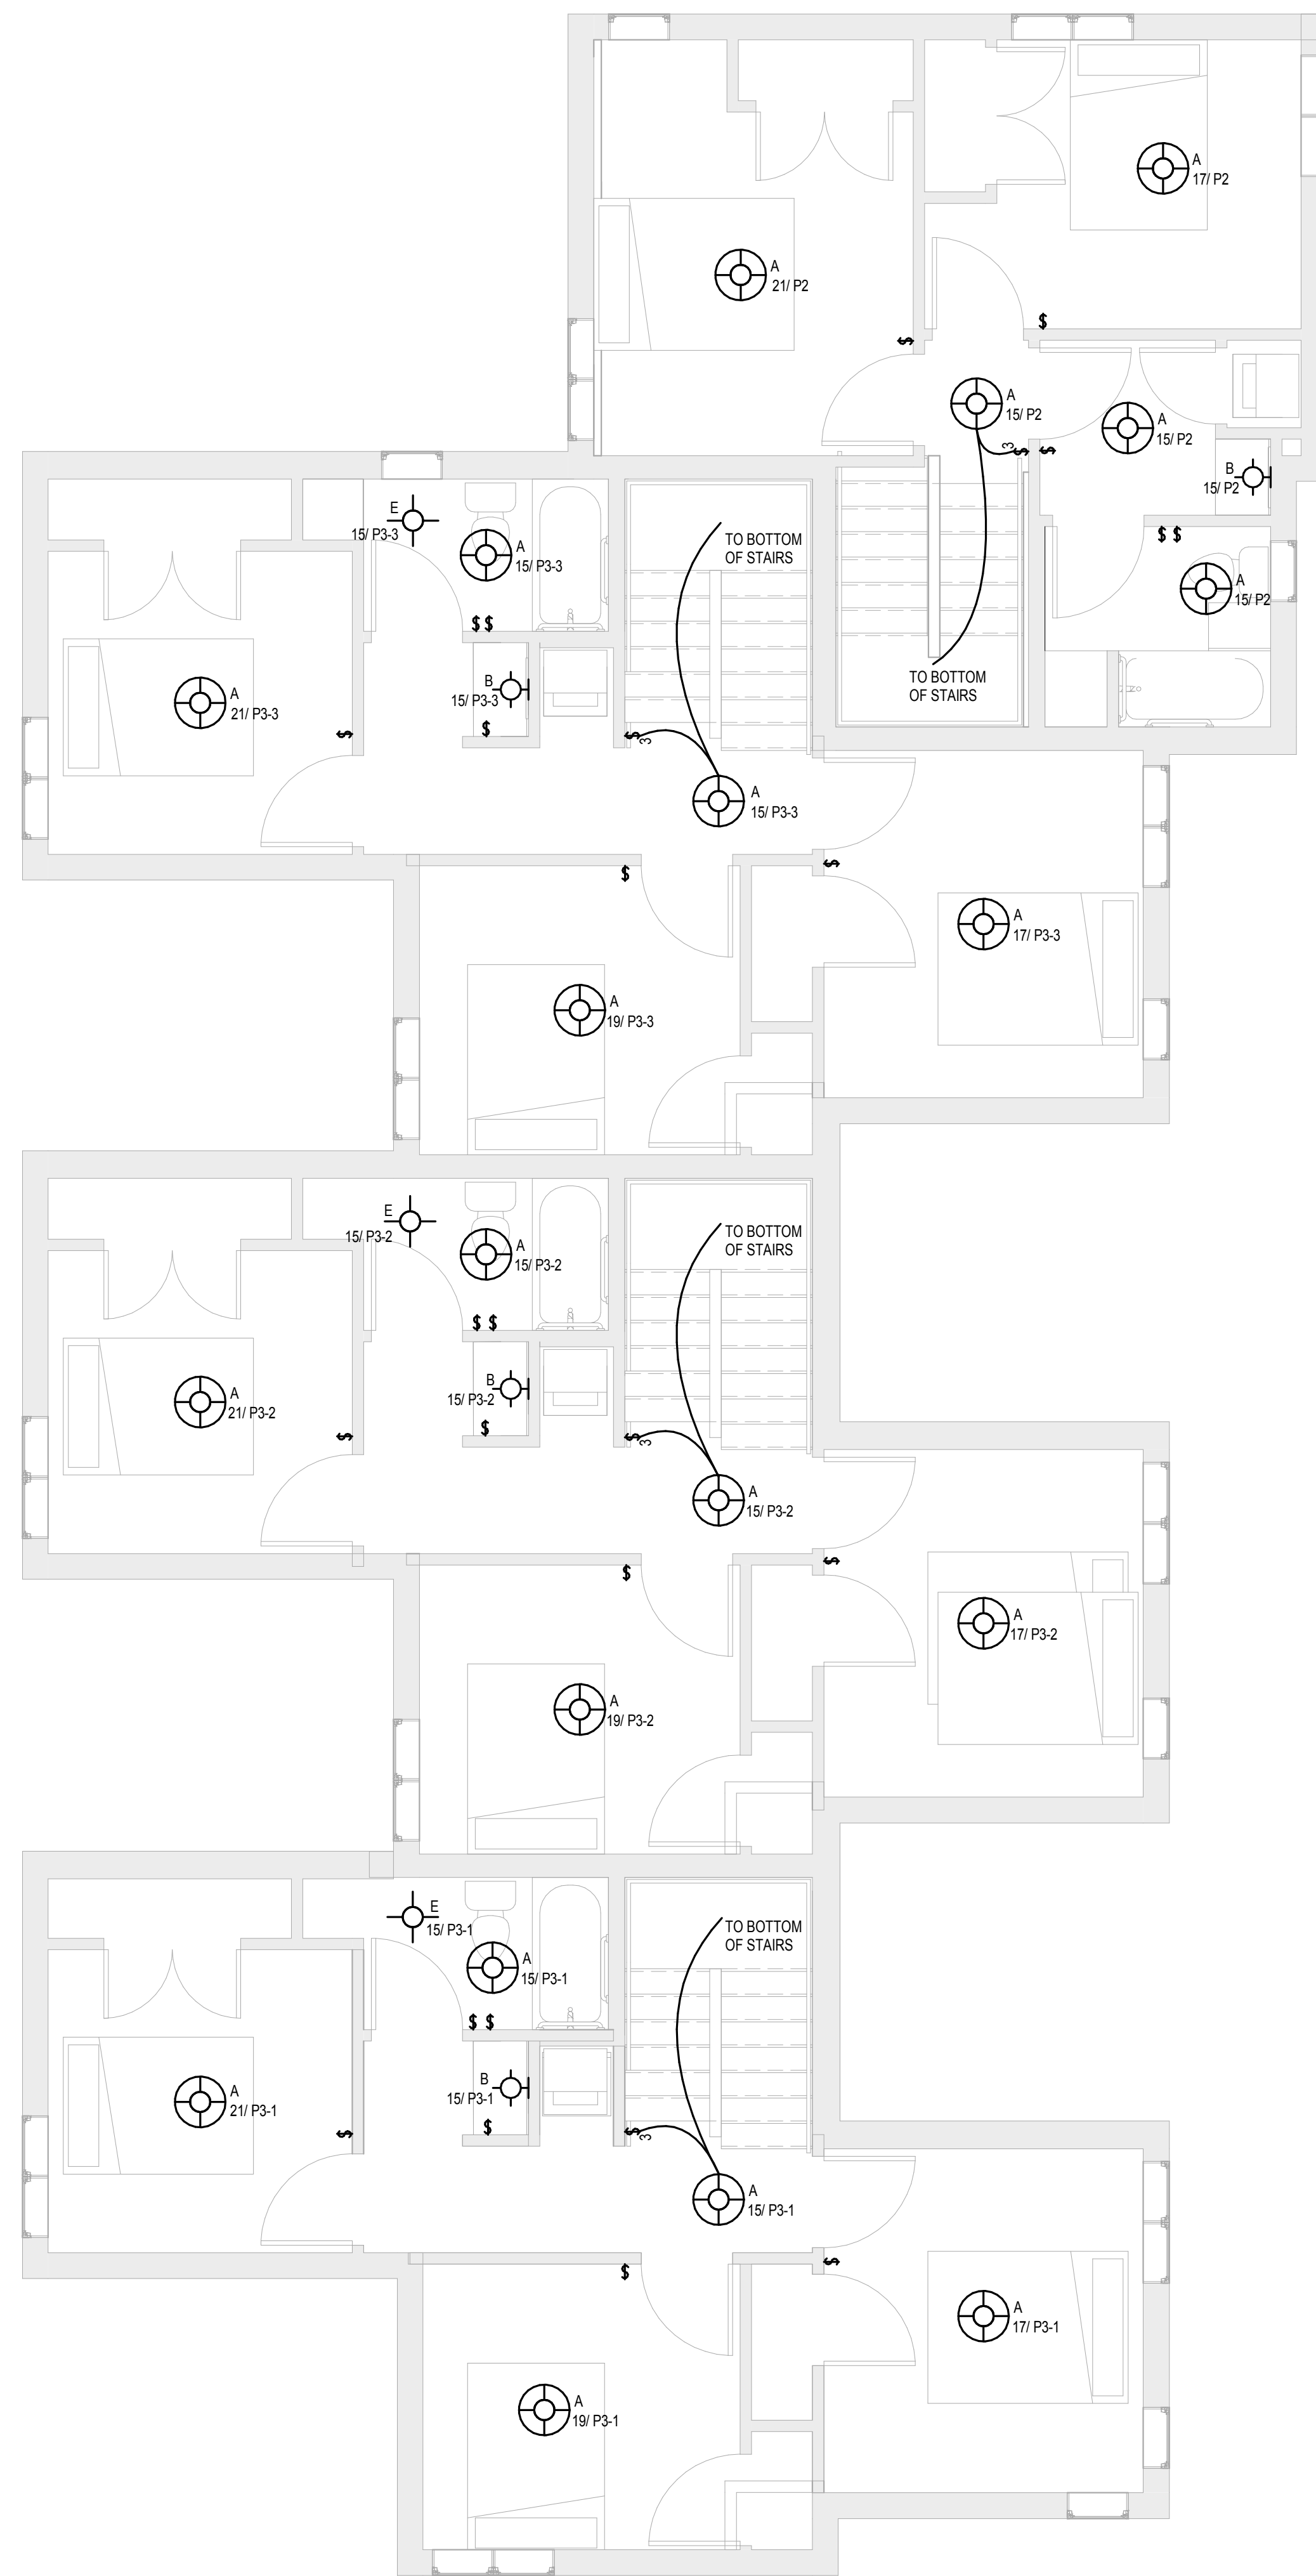 A
17/ P2
A
21/ P2
$
$
A
15/ P2
A
15/ P2
3
$
$
B
15/ P2
$ $
A
15/ P2
TO BOTTOM
OF STAIRS
E
15/ P3-3
A
15/ P3-3
TO BOTTOM
OF STAIRS
$ $
B
15/ P3-3
A
21/ P3-3
$
$
$
3
A
15/ P3-3
$
$
A
17/ P3-3
A
19/ P3-3
E
15/ P3-2
A
15/ P3-2
TO BOTTOM
OF STAIRS
$ $
B
15/ P3-2
A
21/ P3-2
$
$
$
3
A
15/ P3-2
$
$
A
17/ P3-2
A
19/ P3-2
E
15/ P3-1
A
15/ P3-1
TO BOTTOM
OF STAIRS
$ $
B
15/ P3-1
A
21/ P3-1
$
$
$
3
A
15/ P3-1
$
$
A
17/ P3-1
A
19/ P3-1